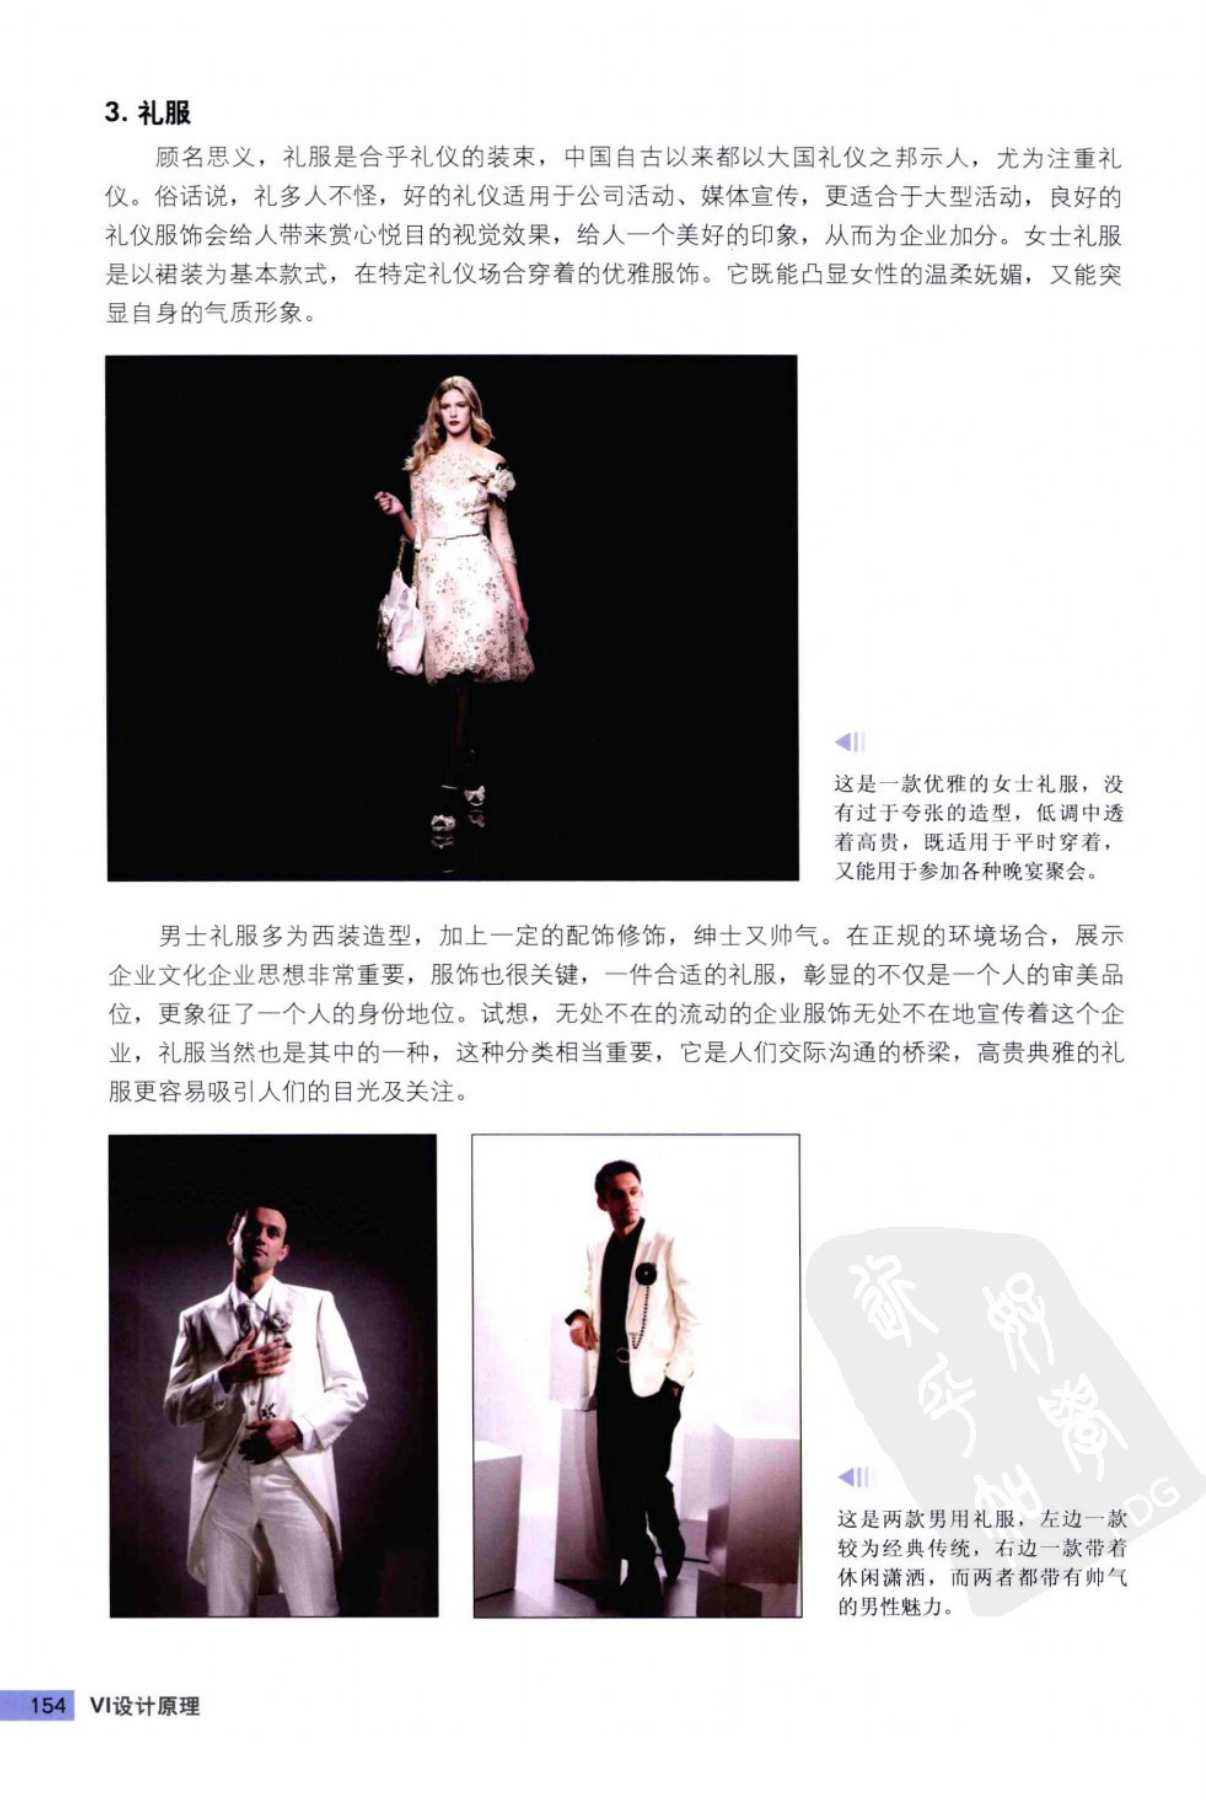 3. 礼服
顾名思义，礼服是合乎礼仪的装束，中国自古以来都以大国礼仪之邦示人，尤为注重礼
仪。俗话说，礼多人不怪，好的礼仪适用于公司活动、媒体宣传，更适合于大型活动，良好的
礼仪服饰会给人带来赏心悦目的视觉效果，给人一个美好的印象，从而为企业加分。女士礼服
是以裙装为基本款式，在特定礼仪场合穿着的优雅服饰。它既能凸显女性的温柔妩媚，又能突
显自身的气质形象。
这是一款优雅的女士礼服，没
有过于夸张的造型，低调中透
着高贵，既适用于平时穿着，
又能用于参加各种晚宴聚会。
男士礼服多为西装造型，加上一定的配饰修饰，绅士又帅气。在正规的环境场合，展示
企业文化企业思想非常重要，服饰也很关键，一件合适的礼服，彰显的不仅是一个人的审美品
位，更象征了一个人的身份地位。试想，无处不在的流动的企业服饰无处不在地宣传着这个企
业，礼服当然也是其中的一种，这种分类相当重要，它是人们交际沟通的桥梁，高贵典雅的礼
服更容易吸引人们的目光及关注。
这是两款男用礼服，左边一款
较为经典传统，右边一款带着
休闲潇洒，而两者都带有帅气
的男性魅力。
154 VI设计原理